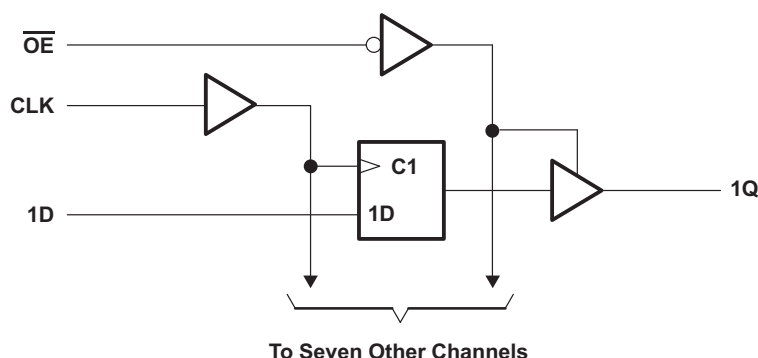 OE
CLK
C1
1D
1D
1Q
To Seven Other Channels